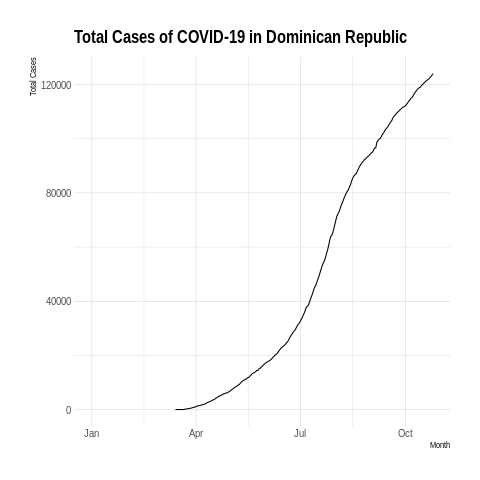 Total Cases of COVID-19 in Dominican Republic
Total Cases
120000
80000
40000
0
Jan Apr Jul Oct
Month